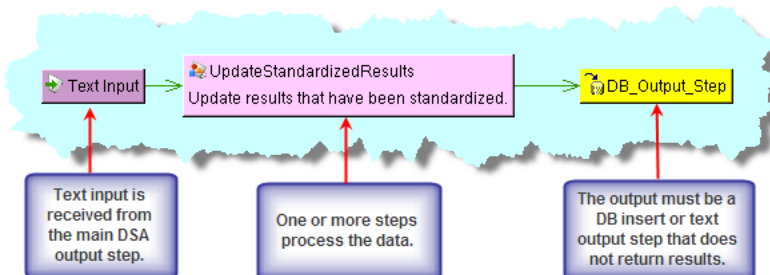 Text Input
UpdateStandardizedResults
Update results that have been standardized.
DB_Output_Step
Text input is
received from
the main DSA
output step.
One or more steps
process the data.
The output must be a
DB insert or text
output step that does
not return results.